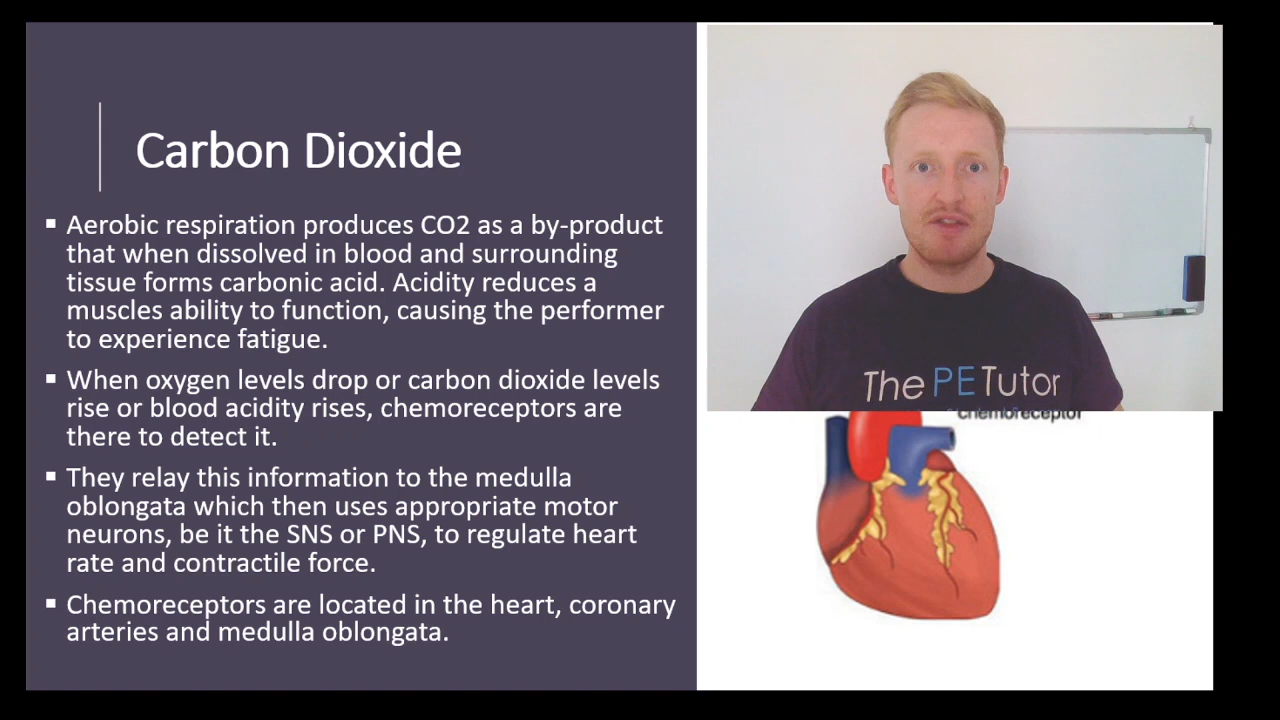 Carbon Dioxide
▪ Aerobic respiration produces CO2 as a by-product
that when dissolved in blood and surrounding
tissue forms carbonic acid. Acidity reduces a
muscles ability to function, causing the performer
to experience fatigue.
▪ When oxygen levels drop or carbon dioxide levels
rise or blood acidity rises, chemoreceptors are
there to detect it.
▪ They relay this information to the medulla
oblongata which then uses appropriate motor
neurons, be it the SNS or PNS, to regulate heart
rate and contractile force.
▪ Chemoreceptors are located in the heart, coronary
arteries and medulla oblongata.
The PE Tutor
chemoreceptor